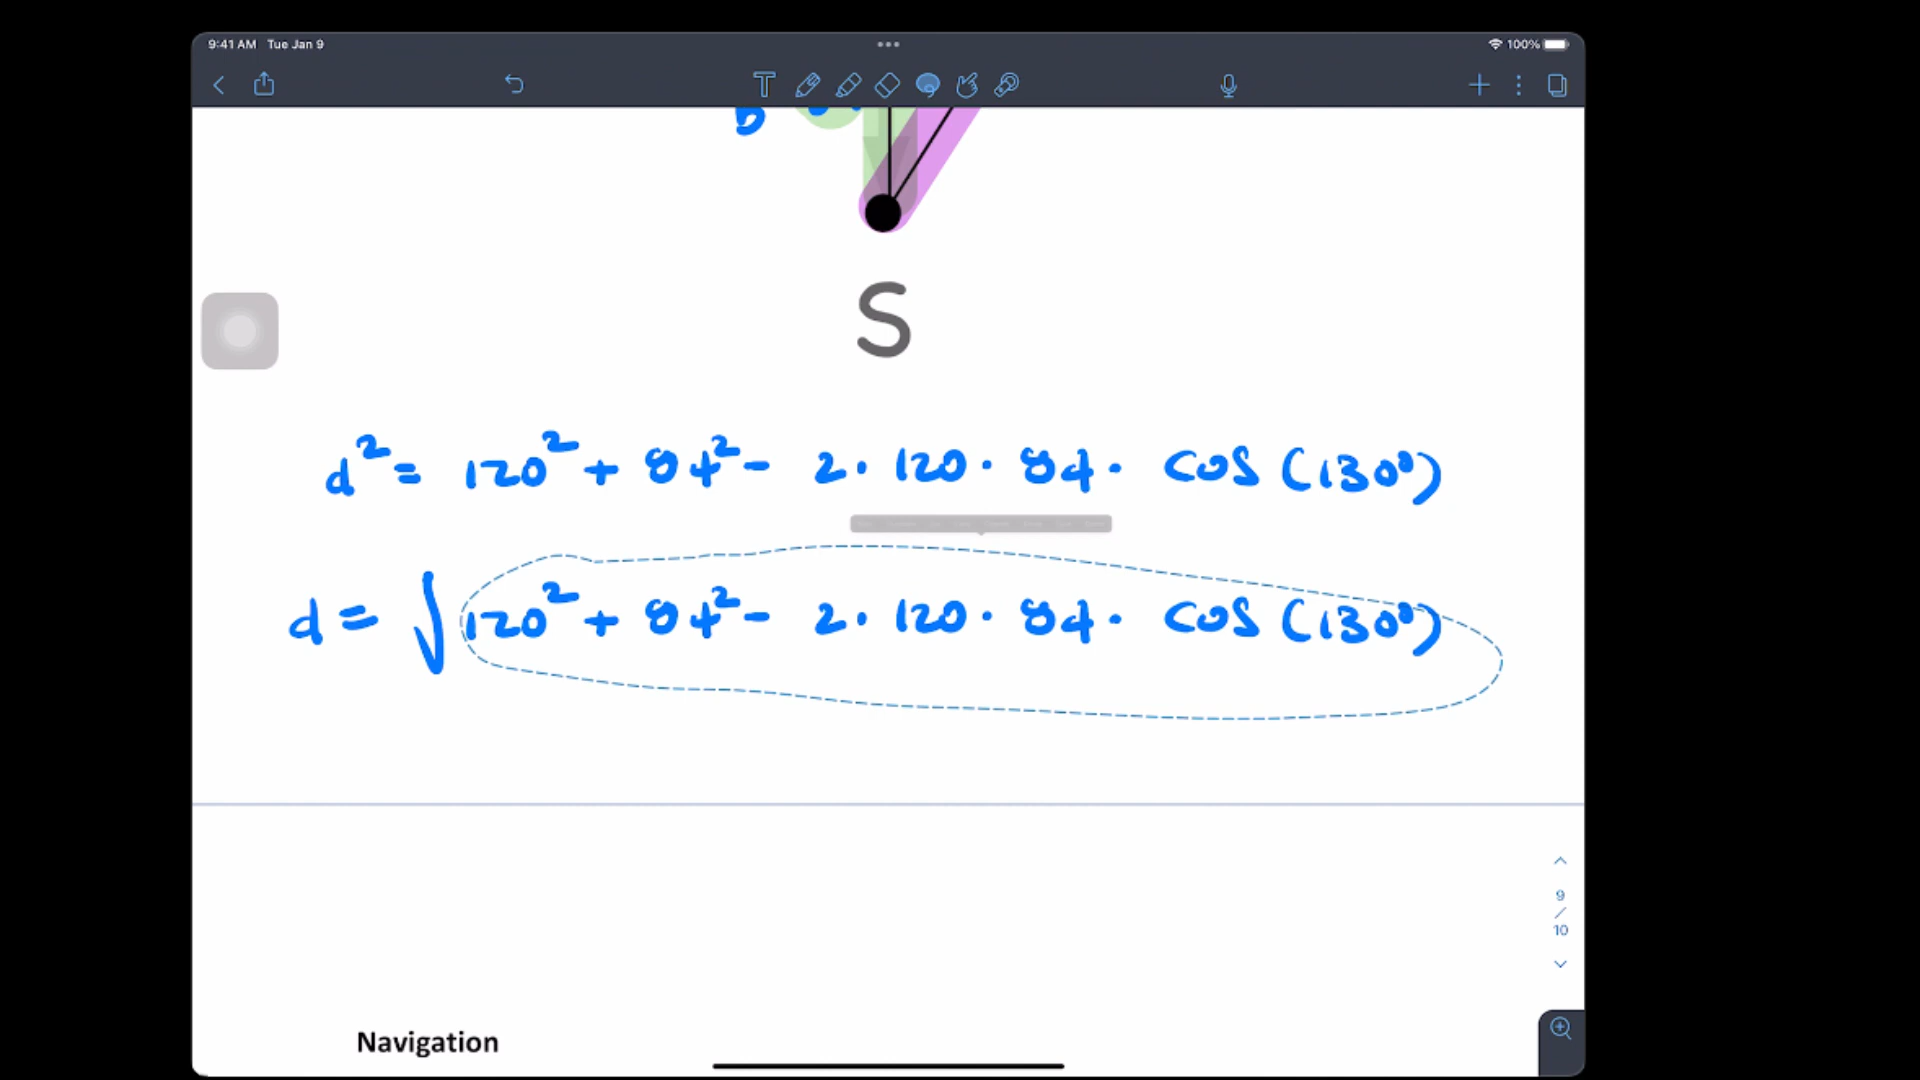 9:41 AM Tue Jan 9
100%
S
d² = 120² + 84² - 2 · 120 · 84 · cos (130°)
d = √120² + 84² - 2 · 120 · 84 · cos (130°)
9
/
10
Navigation